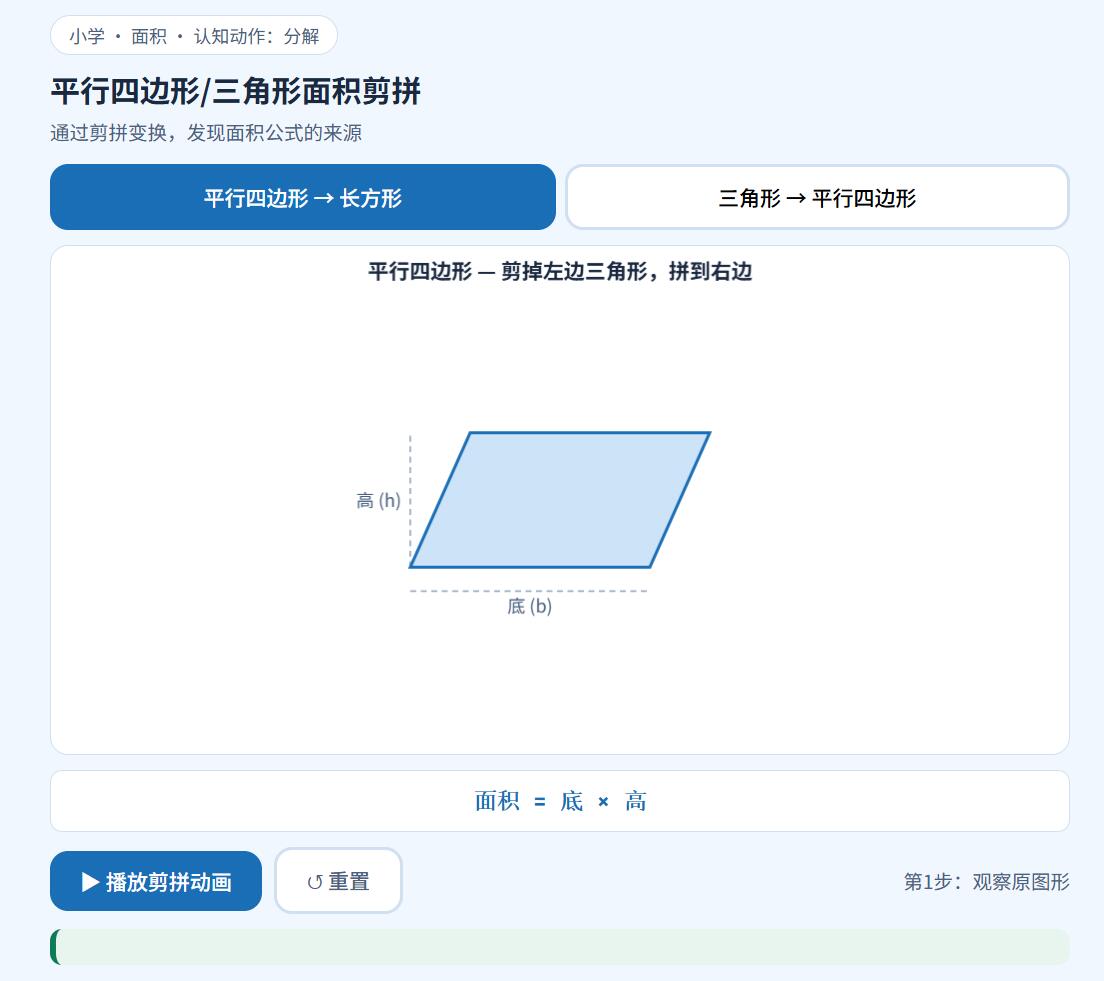 小学 · 面积 · 认知动作：分解
平行四边形/三角形面积剪拼
通过剪拼变换，发现面积公式的来源
平行四边形 → 长方形
三角形 → 平行四边形
平行四边形 — 剪掉左边三角形，拼到右边
高 (h)
底 (b)
面积 = 底 × 高
▶ 播放剪拼动画
↺ 重置
第1步：观察原图形